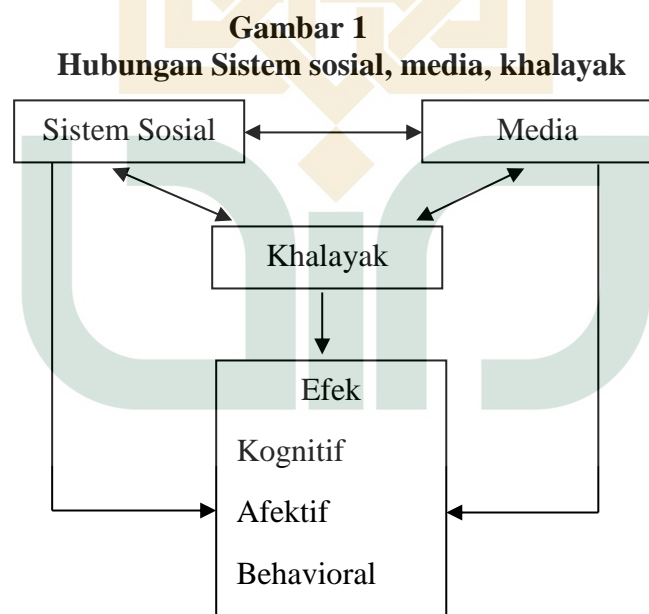 Gambar 1
Hubungan Sistem sosial, media, khalayak
Sistem Sosial
Media
Khalayak
Efek
Kognitif
Afektif
Behavioral